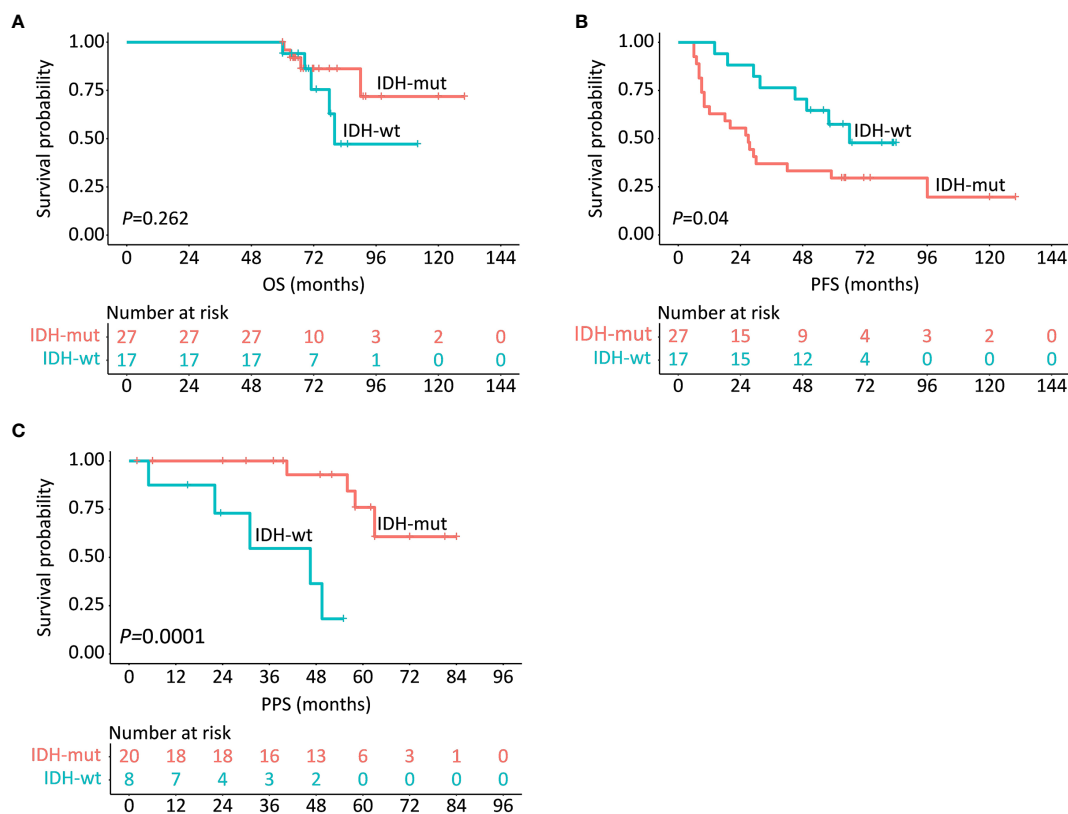 A
Survival probability
1.00
0.75
0.50
0.25
0.00
IDH-mut
IDH-wt
P=0.262
0 24 48 72 96 120 144
OS (months)
Number at risk
IDH-mut 27 27 27 10 3 2 0
IDH-wt 17 17 17 7 1 0 0
0 24 48 72 96 120 144
B
Survival probability
1.00
0.75
0.50
0.25
0.00
IDH-wt
IDH-mut
P=0.04
0 24 48 72 96 120 144
PFS (months)
Number at risk
IDH-mut 27 15 9 4 3 2 0
IDH-wt 17 15 12 4 0 0 0
0 24 48 72 96 120 144
C
Survival probability
1.00
0.75
0.50
0.25
0.00
IDH-wt IDH-mut
P=0.0001
0 12 24 36 48 60 72 84 96
PPS (months)
Number at risk
IDH-mut 20 18 18 16 13 6 3 1 0
IDH-wt 8 7 4 3 2 0 0 0 0
0 12 24 36 48 60 72 84 96